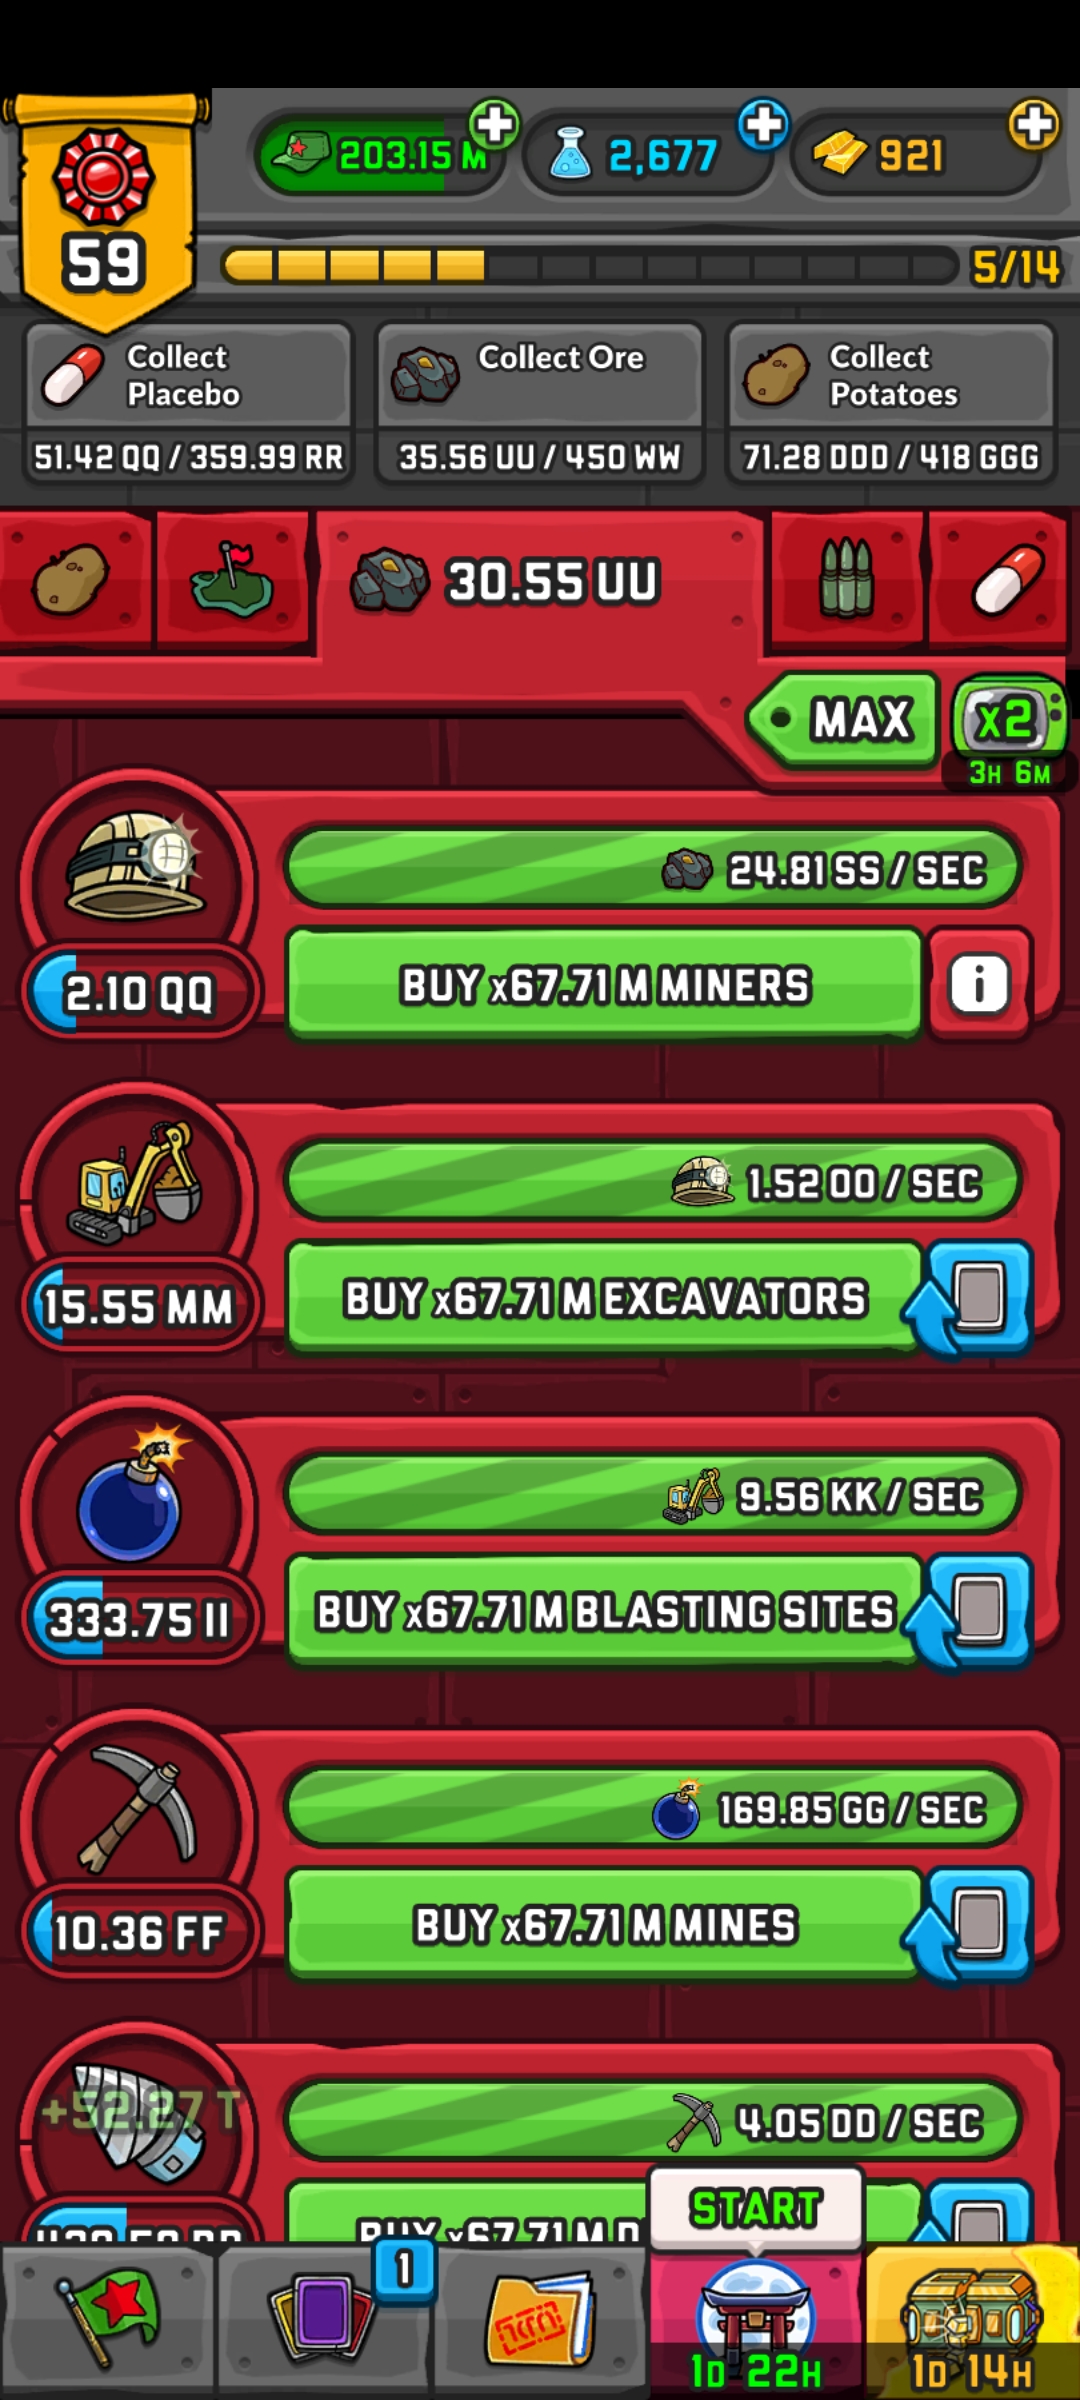 203.15 M
2,677
921
59
5/14
Collect
Placebo
51.42 QQ / 359.99 RR
Collect Ore
35.56 UU / 450 WW
Collect
Potatoes
71.28 DDD / 418 GGG
30.55 UU
MAX
x2
3H 6M
24.81 SS / SEC
2.10 QQ
BUY x67.71 M MINERS
i
1.52 OO / SEC
15.55 MM
BUY x67.71 M EXCAVATORS
9.56 KK / SEC
333.75 II
BUY x67.71 M BLASTING SITES
169.85 GG / SEC
10.36 FF
BUY x67.71 M MINES
+52.27 T
4.05 DD / SEC
BUY x67.71 M
START
1
1D 22H
1D 14H